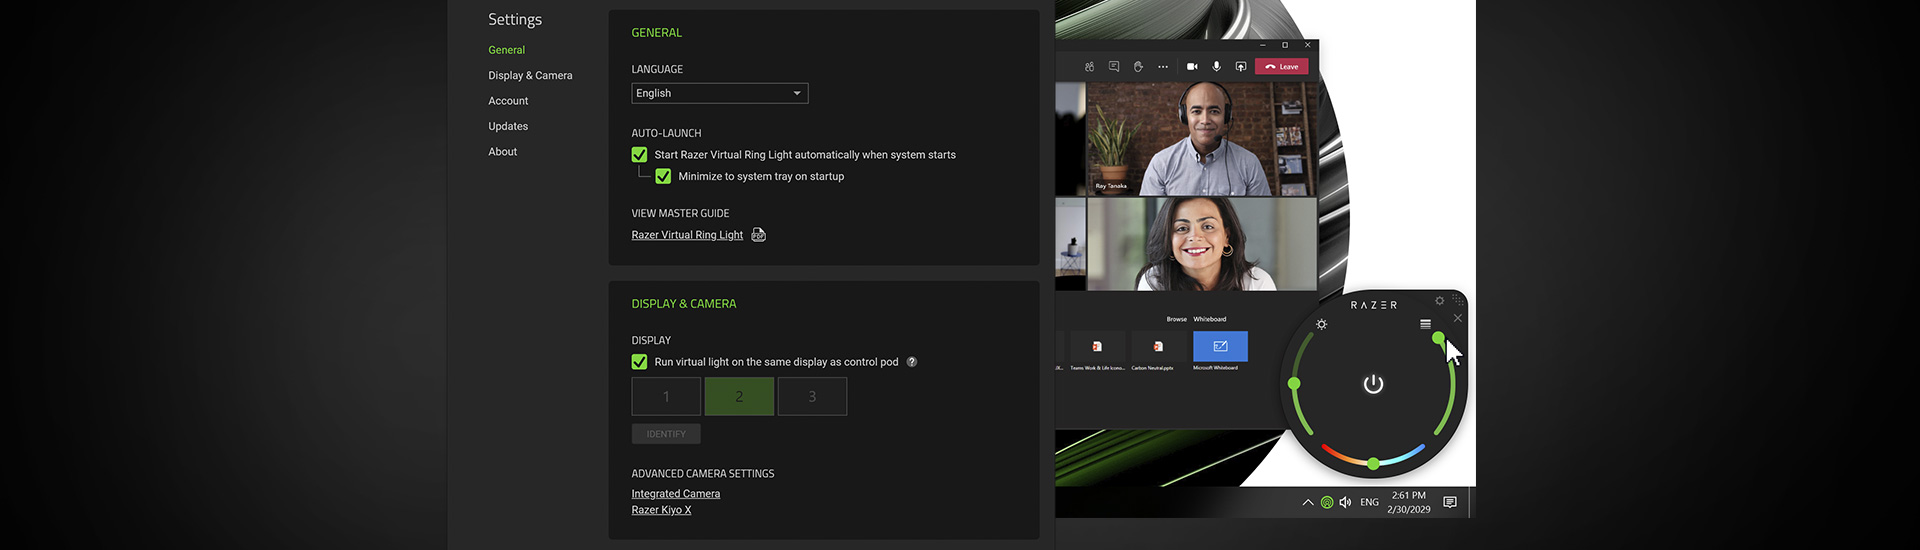 Settings
General
Display & Camera
Account
Updates
About
GENERAL
LANGUAGE
English
AUTO-LAUNCH
Start Razer Virtual Ring Light automatically when system starts
Minimize to system tray on startup
VIEW MASTER GUIDE
Razer Virtual Ring Light
PDF
DISPLAY & CAMERA
DISPLAY
Run virtual light on the same display as control pod ?
1 2 3
IDENTIFY
ADVANCED CAMERA SETTINGS
Integrated Camera
Razer Kiyo X
Leave
Ray Tanaka
Browse Whiteboard
Teams Work & Life Icono...
Carbon Neutral.pptx
Microsoft Whiteboard
RAZER
ENG
2:61 PM
2/30/2029